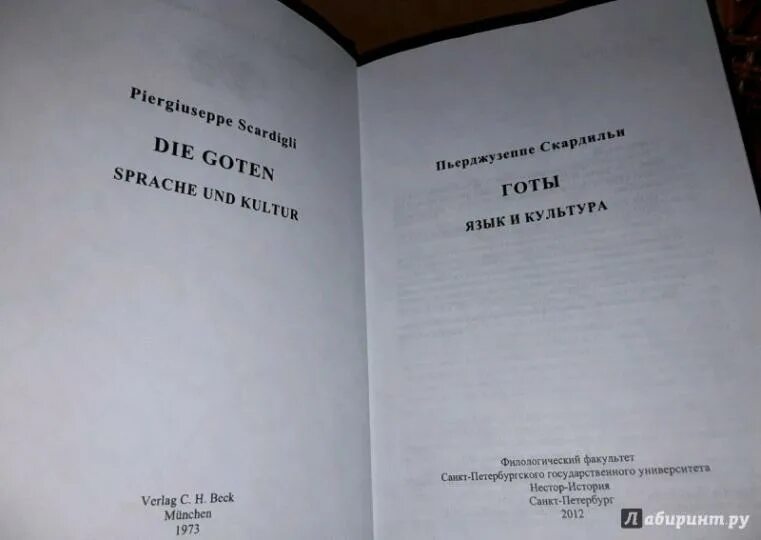 Piergiuseppe Scardigli
DIE GOTEN
SPRACHE UND KULTUR
Verlag C. H. Beck
München
1973
Пьерджузеппе Скардильи
ГОТЫ
ЯЗЫК И КУЛЬТУРА
Филологический факультет
Санкт-Петербургского государственного университета
Нестор-История
Санкт-Петербург
2012
Лабиринт.ру